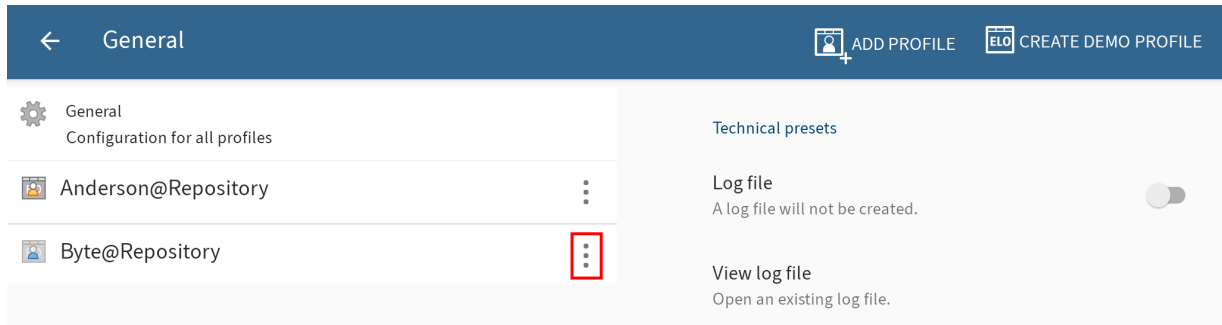 General
ADD PROFILE
ELO CREATE DEMO PROFILE
General
Configuration for all profiles
Anderson@Repository
Byte@Repository
Technical presets
Log file
A log file will not be created.
View log file
Open an existing log file.